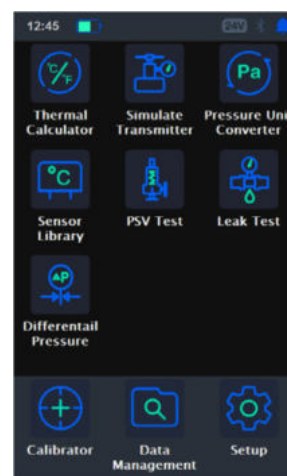 12:45 24V
°C/°F Pa
Thermal Simulate Pressure Uni
Calculator Transmitter Converter
°C
Sensor PSV Test Leak Test
Library
ΔP
Differentail
Pressure
Calibrator Data Setup
Management